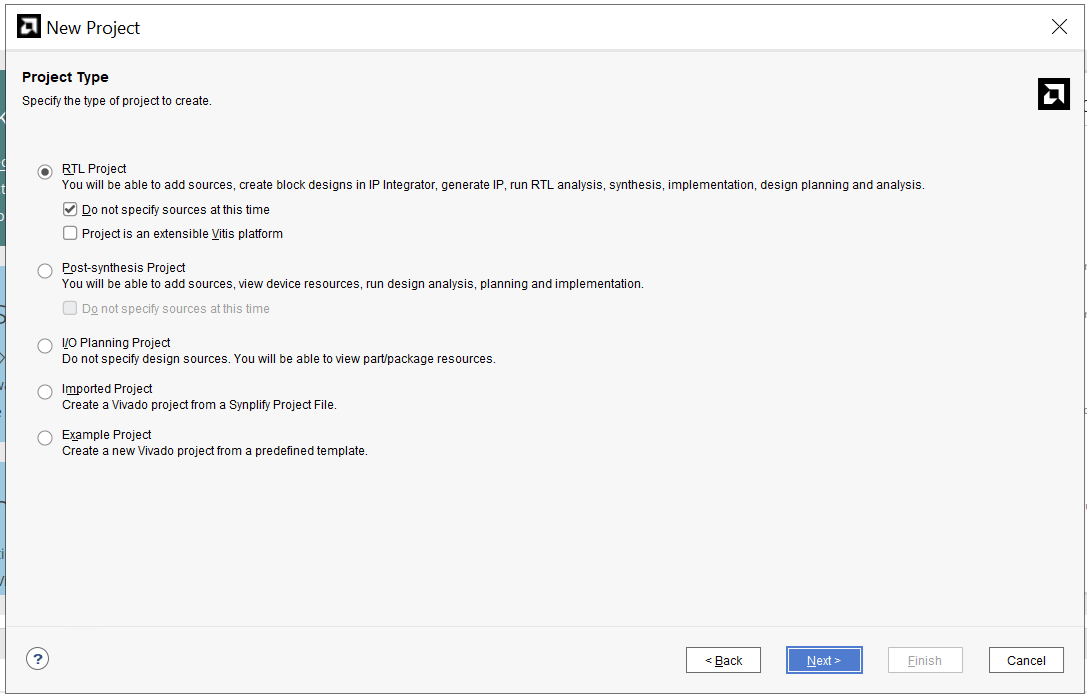 New Project
Project Type
Specify the type of project to create.
RTL Project
You will be able to add sources, create block designs in IP Integrator, generate IP, run RTL analysis, synthesis, implementation, design planning and analysis.
Do not specify sources at this time
Project is an extensible Vitis platform
Post-synthesis Project
You will be able to add sources, view device resources, run design analysis, planning and implementation.
Do not specify sources at this time
I/O Planning Project
Do not specify design sources. You will be able to view part/package resources.
Imported Project
Create a Vivado project from a Synplify Project File.
Example Project
Create a new Vivado project from a predefined template.
? < Back Next > Finish Cancel